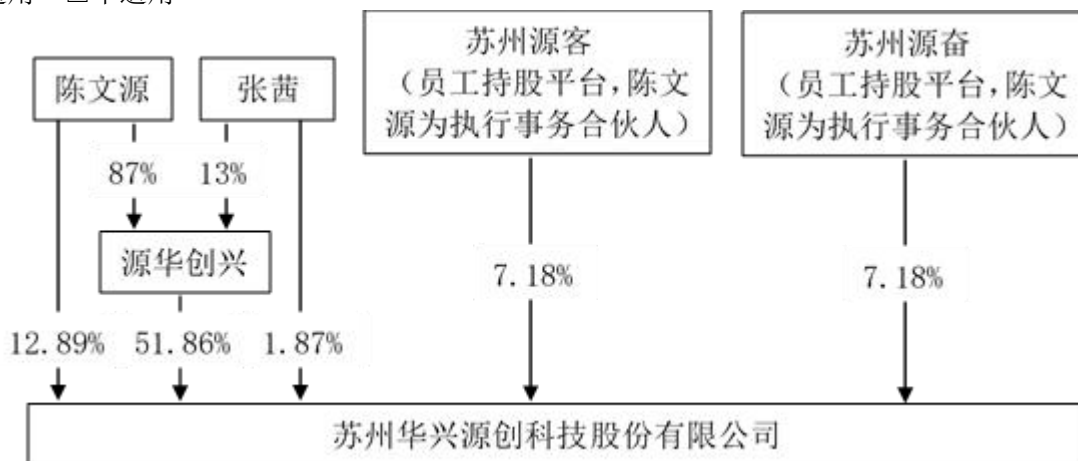 陈文源
张茜
苏州源客
（员工持股平台,陈文
源为执行事务合伙人）
苏州源奋
（员工持股平台,陈文
源为执行事务合伙人）
87%
13%
源华创兴
7.18%
7.18%
12.89%
51.86%
1.87%
苏州华兴源创科技股份有限公司